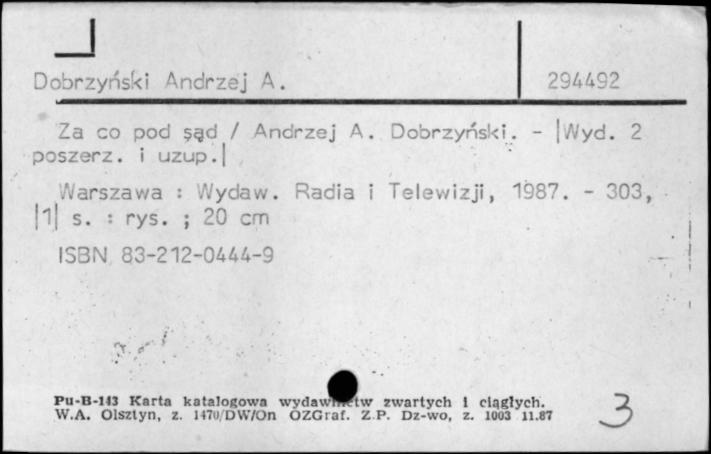 Dobrzyński Andrzej A. 294492
Za co pod sąd / Andrzej A. Dobrzyński. - |Wyd. 2
poszerz. i uzup.|
Warszawa : Wydaw. Radia i Telewizji, 1987. - 303,
|1| s. : rys. ; 20 cm
ISBN 83-212-0444-9
Pu-B-143 Karta katalogowa wydawnictw zwartych i ciągłych.
W.A. Olsztyn, z. 1470/DW/On OZGraf. Z.P. Dz-wo, z. 1003 11.87
3